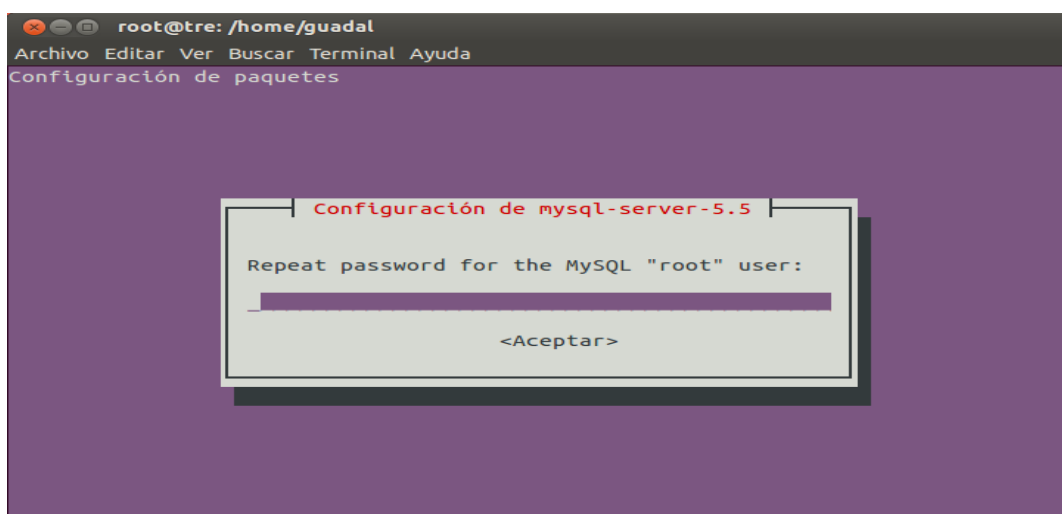 root@tre: /home/guadal
Archivo Editar Ver Buscar Terminal Ayuda
Configuración de paquetes
Configuración de mysql-server-5.5
Repeat password for the MySQL "root" user:
<Aceptar>